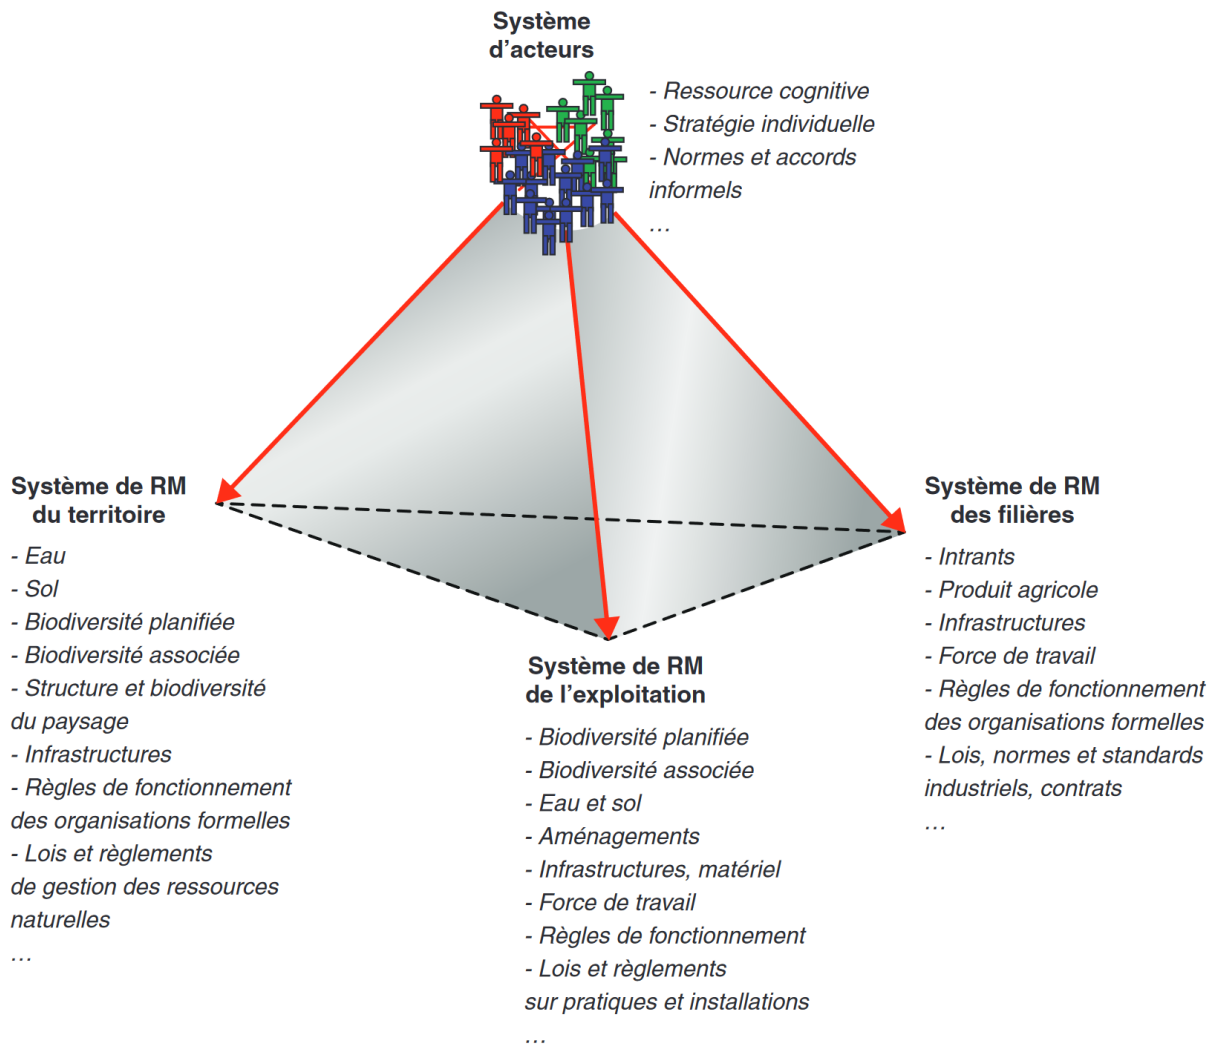 Système
d’acteurs
- Ressource cognitive
- Stratégie individuelle
- Normes et accords
informels
...
Système de RM
du territoire
- Eau
- Sol
- Biodiversité planifiée
- Biodiversité associée
- Structure et biodiversité
du paysage
- Infrastructures
- Règles de fonctionnement
des organisations formelles
- Lois et règlements
de gestion des ressources
naturelles
...
Système de RM
de l’exploitation
- Biodiversité planifiée
- Biodiversité associée
- Eau et sol
- Aménagements
- Infrastructures, matériel
- Force de travail
- Règles de fonctionnement
- Lois et règlements
sur pratiques et installations
...
Système de RM
des filières
- Intrants
- Produit agricole
- Infrastructures
- Force de travail
- Règles de fonctionnement
des organisations formelles
- Lois, normes et standards
industriels, contrats
...